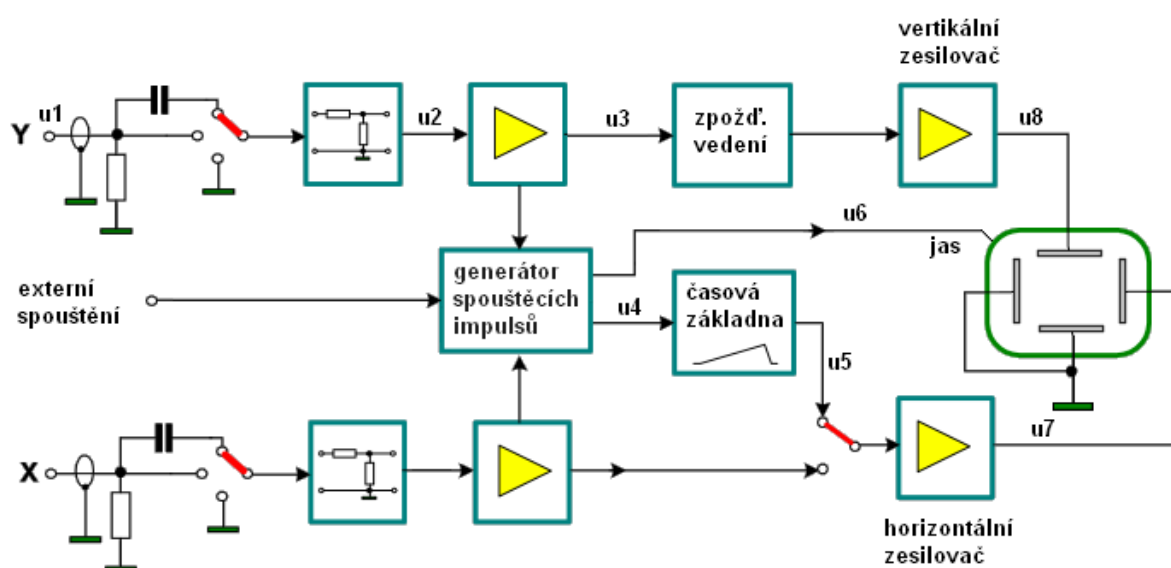 vertikální
zesilovač
Y
u1
u2
u3
zpožď.
vedení
u8
u6
jas
externí
spouštění
generátor
spouštěcích
impulsů
u4
časová
základna
u5
X
u7
horizontální
zesilovač